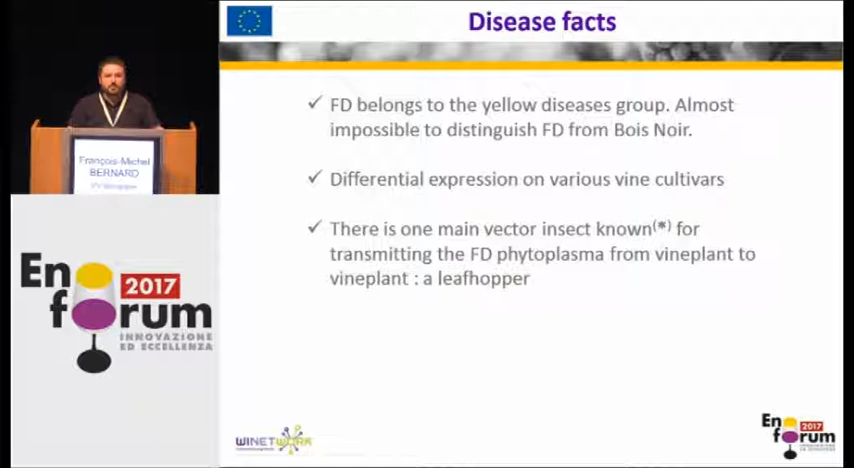 Disease facts
✓ FD belongs to the yellow diseases group. Almost
impossible to distinguish FD from Bois Noir.
✓ Differential expression on various vine cultivars
✓ There is one main vector insect known(*) for
transmitting the FD phytoplasma from vineplant to
vineplant : a leafhopper
François-Michel
BERNARD
En
2017
forum
INNOVAZIONE
ED ECCELLENZA
WINETWORK
En
2017
forum